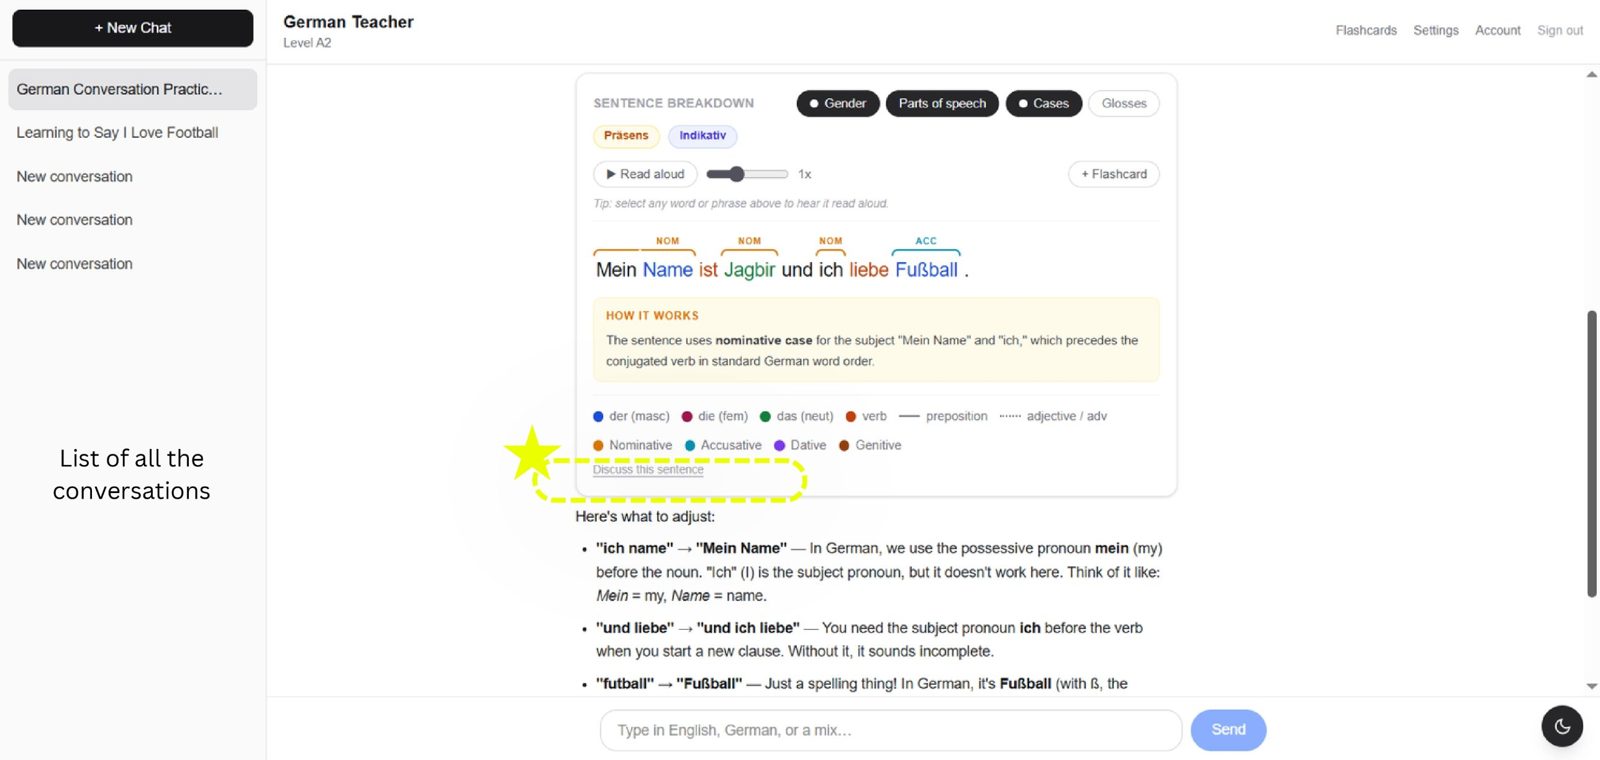 + New Chat
German Conversation Practic...
Learning to Say I Love Football
New conversation
New conversation
New conversation
List of all the
conversations
German Teacher
Level A2
Flashcards Settings Account Sign out
SENTENCE BREAKDOWN Gender Parts of speech Cases Glosses
Präsens Indikativ
Read aloud 1x + Flashcard
Tip: select any word or phrase above to hear it read aloud.
NOM NOM NOM ACC
Mein Name ist Jagbir und ich liebe Fußball .
HOW IT WORKS
The sentence uses nominative case for the subject "Mein Name" and "ich," which precedes the
conjugated verb in standard German word order.
der (masc) die (fem) das (neut) verb preposition adjective / adv
Nominative Accusative Dative Genitive
Discuss this sentence
Here's what to adjust:
• "ich name" → "Mein Name" — In German, we use the possessive pronoun mein (my)
before the noun. "Ich" (I) is the subject pronoun, but it doesn't work here. Think of it like:
Mein = my, Name = name.
• "und liebe" → "und ich liebe" — You need the subject pronoun ich before the verb
when you start a new clause. Without it, it sounds incomplete.
• "futball" → "Fußball" — Just a spelling thing! In German, it's Fußball (with ß, the
Type in English, German, or a mix...
Send